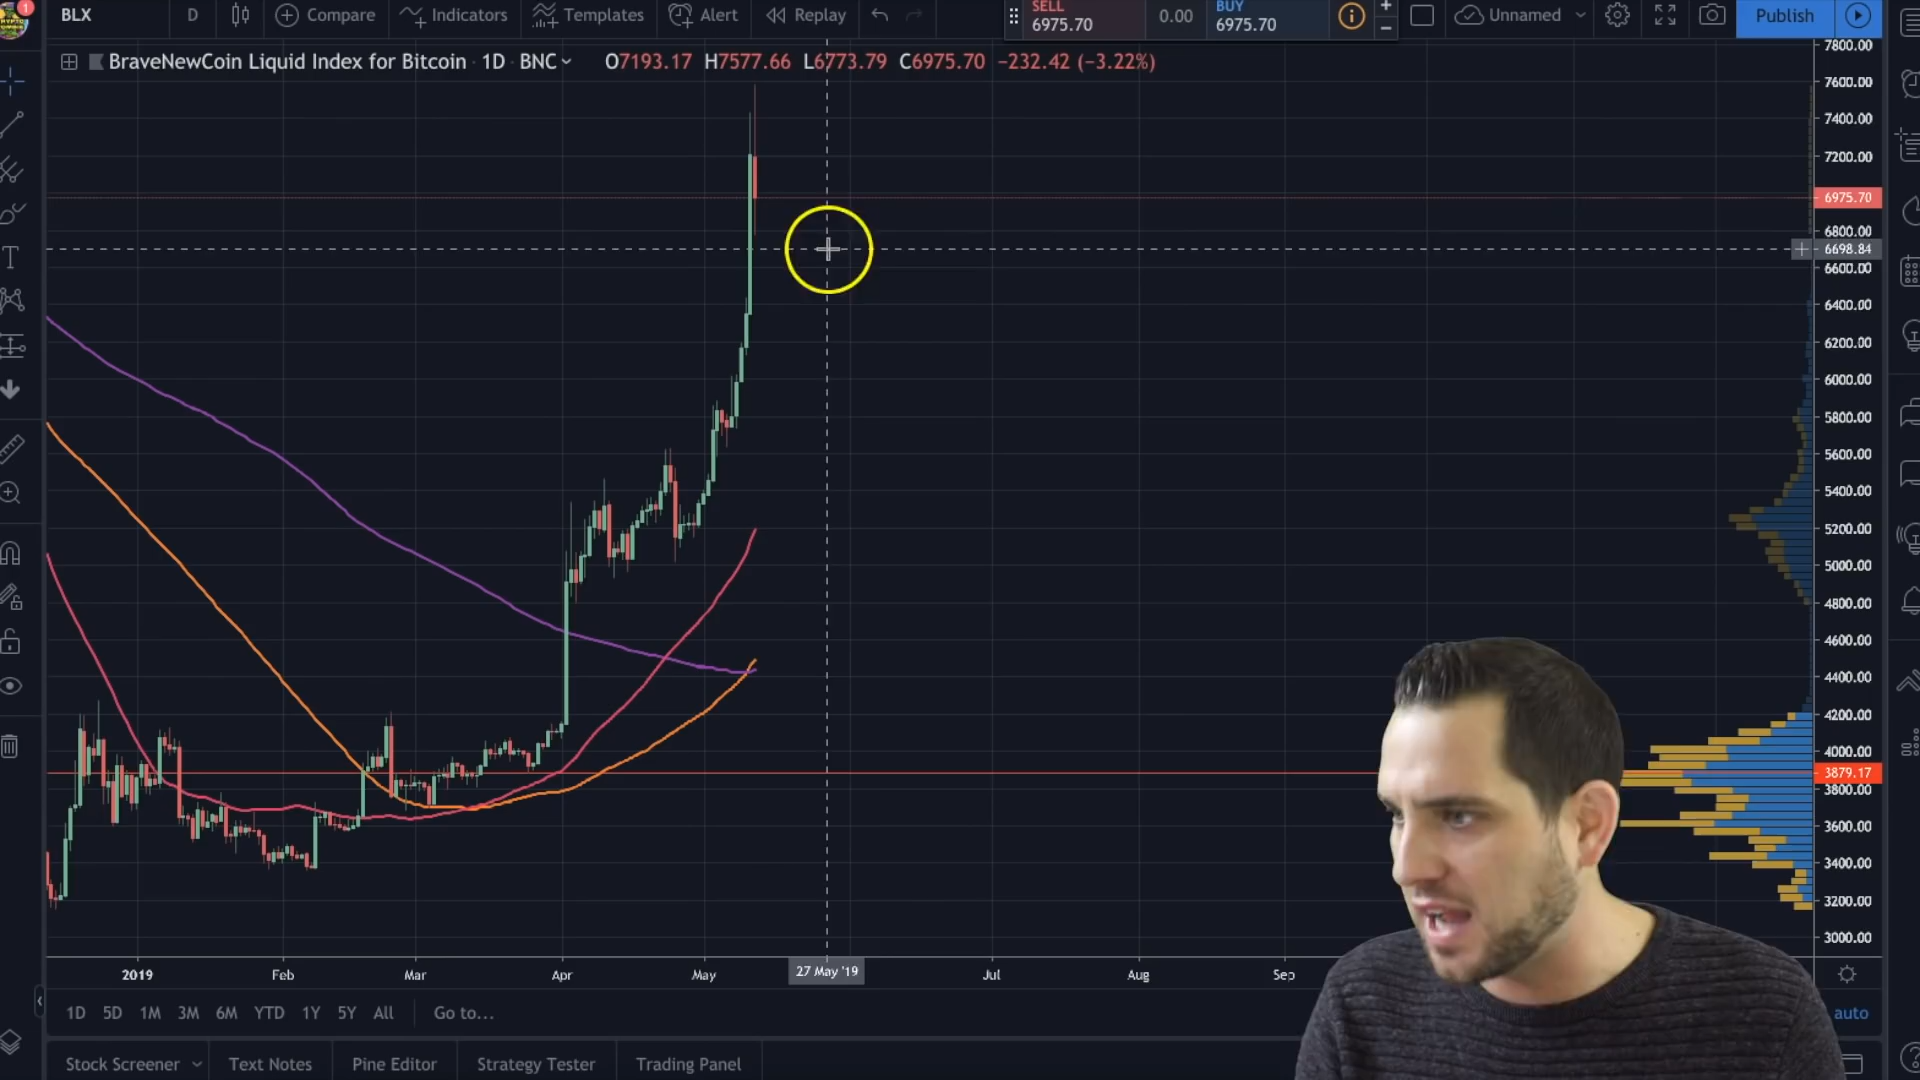 1
BLX
D
Compare
Indicators
Templates
Alert
Replay
SELL
6975.70
0.00
BUY
6975.70
Unnamed
Publish
BraveNewCoin Liquid Index for Bitcoin · 1D · BNC
O7193.17 H7577.66 L6773.79 C6975.70 −232.42 (−3.22%)
7800.00
7600.00
7400.00
7200.00
6975.70
6800.00
6698.84
6600.00
6400.00
6200.00
6000.00
5800.00
5600.00
5400.00
5200.00
5000.00
4800.00
4600.00
4400.00
4200.00
4000.00
3879.17
3800.00
3600.00
3400.00
3200.00
3000.00
2019 Feb Mar Apr May 27 May '19 Jul Aug Sep
1D 5D 1M 3M 6M YTD 1Y 5Y All Go to...
auto
Stock Screener Text Notes Pine Editor Strategy Tester Trading Panel